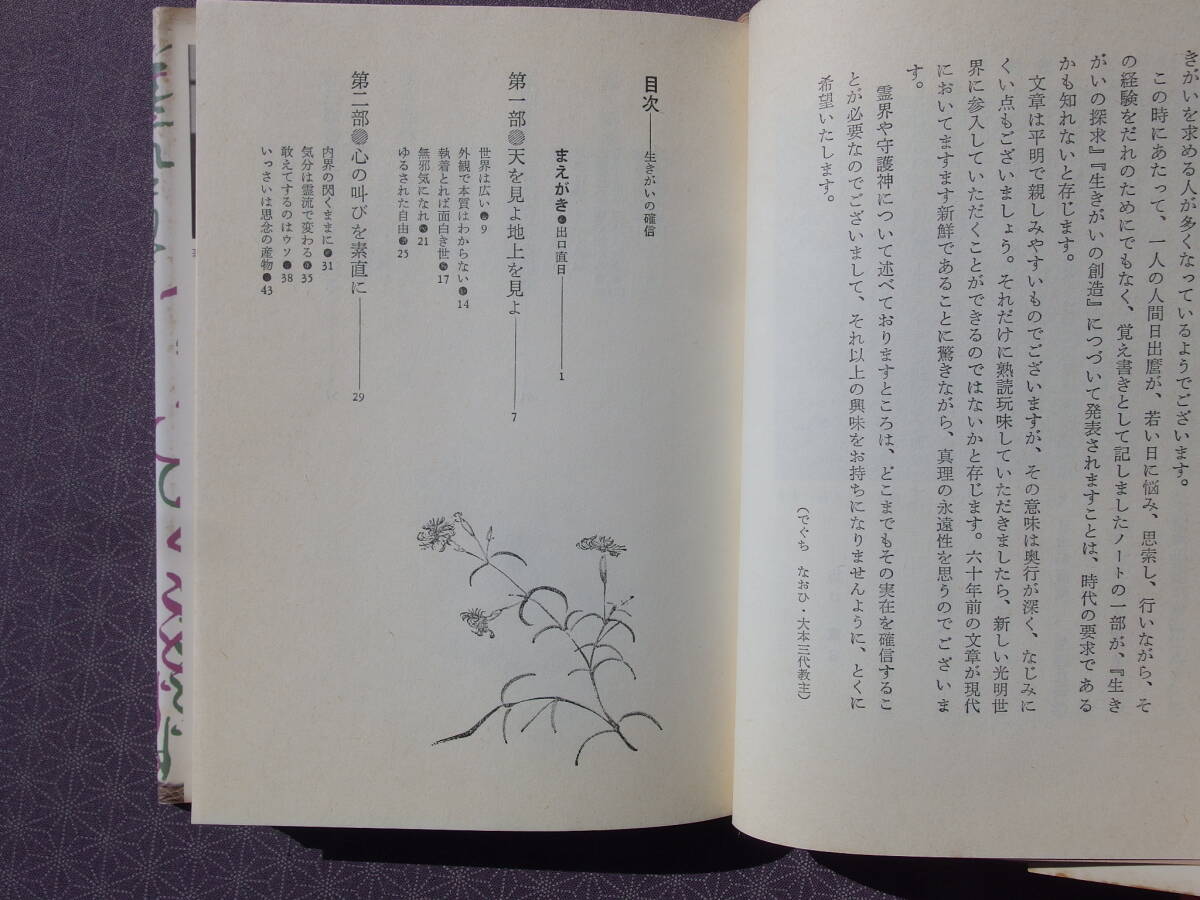 きがいを求める人が多くなっているようでございます。
この時にあたって、一人の人間日出麿が、若い日に悩み、思索し、行いながら、そ
の経験をだれのためにでもなく、覚え書きとして記しましたノートの一部が、『生き
がいの探求』『生きがいの創造』につづいて発表されますことは、時代の要求である
かも知れないと存じます。
文章は平明で親しみやすいものでございますが、その意味は奥行が深く、なじみに
くい点もございましょう。それだけに熟読玩味していただきましたら、新しい光明世
界に参入していただくことができるのではないかと存じます。六十年前の文章が現代
においてますます新鮮であることに驚きながら、真理の永遠性を思うのでございま
す。
霊界や守護神について述べておりますところは、どこまでもその実在を確信するこ
とが必要なのでございまして、それ以上の興味をお持ちになりませんように、とくに
希望いたします。
（でぐち　なおひ・大本三代教主）
目次――生きがいの確信
まえがき●出口直日――1
第一部●天を見よ地上を見よ――7
世界は広い●9
外観で本質はわからない●14
執着とれば面白き世●17
無邪気になれ●21
ゆるされた自由●25
第二部●心の叫びを素直に――29
内界の閃くままに●31
気分は霊流で変わる●35
敢えてするのはウソ●38
いっさいは思念の産物●43